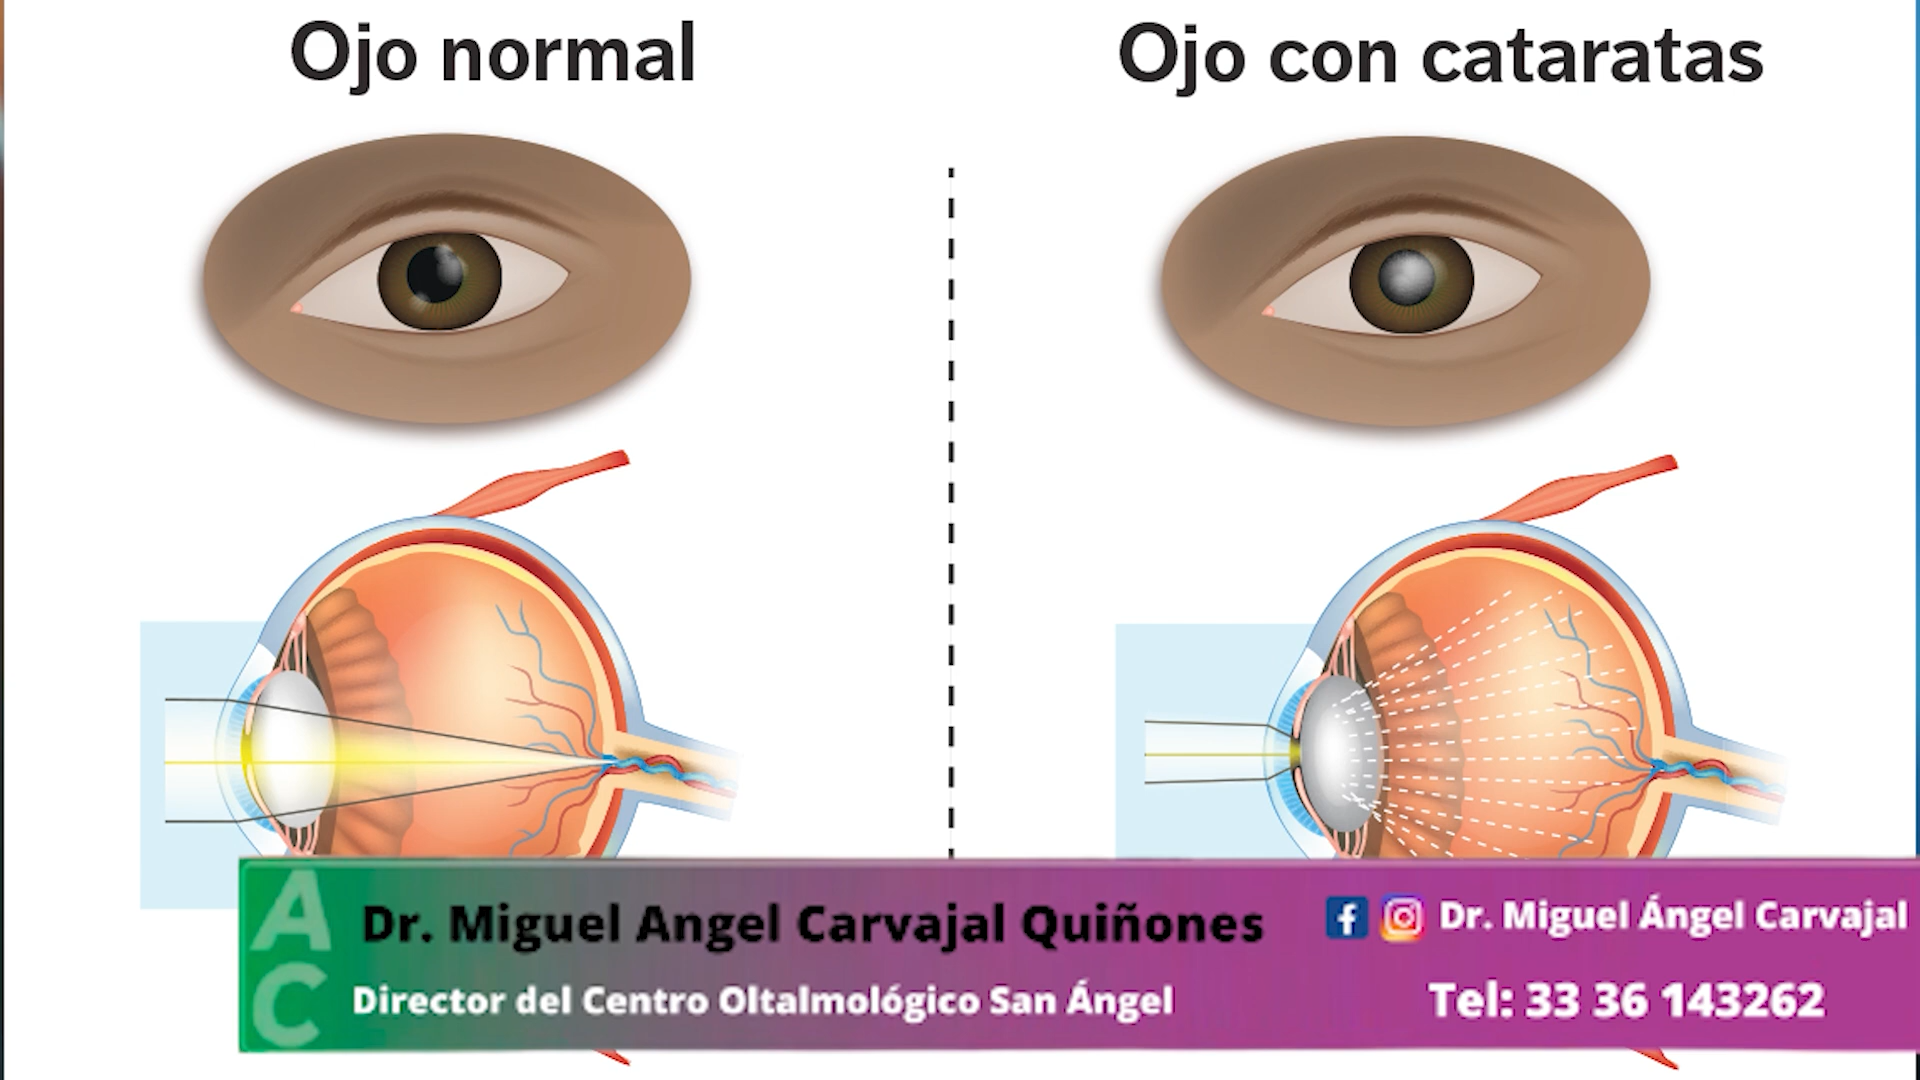 Ojo normal
Ojo con cataratas
A
C
Dr. Miguel Angel Carvajal Quiñones
Director del Centro Oltalmológico San Ángel
Dr. Miguel Ángel Carvajal
Tel: 33 36 143262